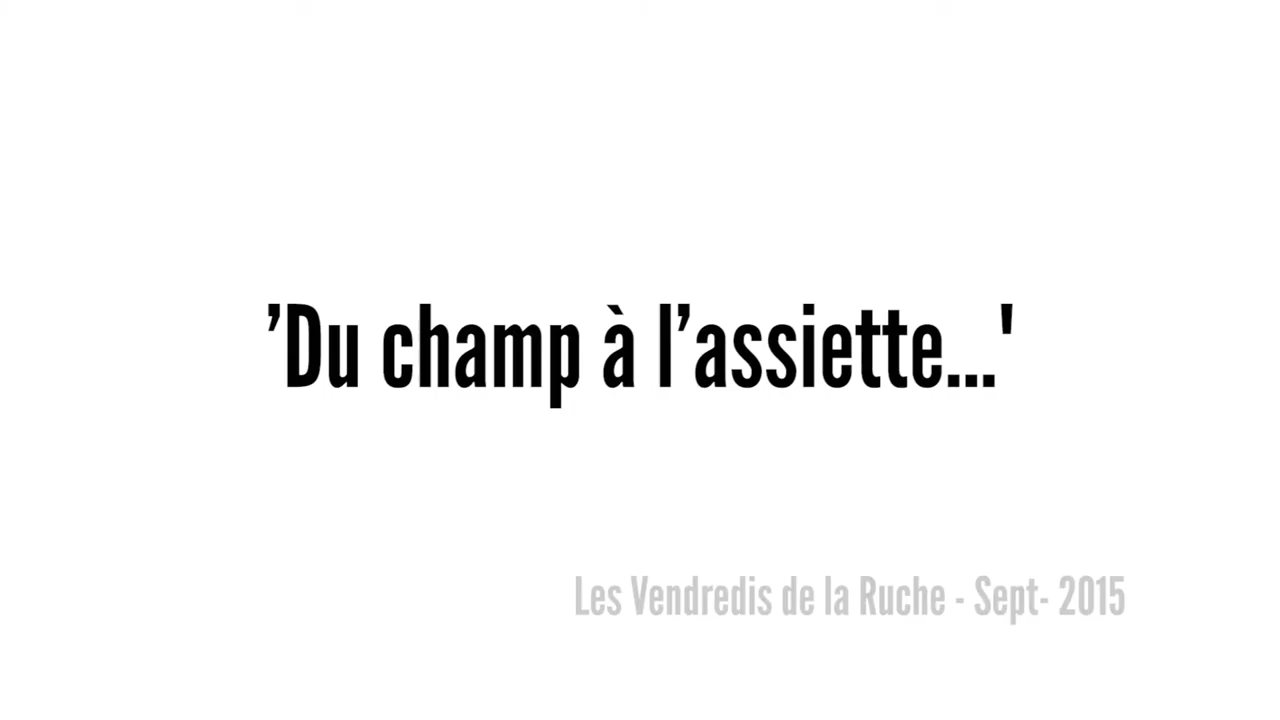 ’Du champ à l’assiette...'
Les Vendredis de la Ruche - Sept- 2015